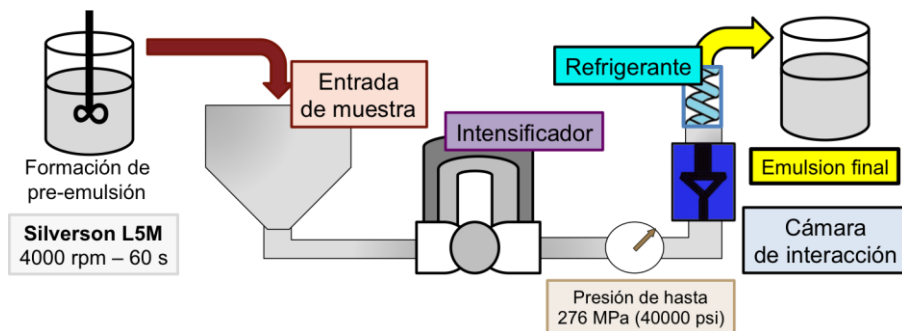 Formación de
pre-emulsión
Silverson L5M
4000 rpm – 60 s
Entrada
de muestra
Intensificador
Presión de hasta
276 MPa (40000 psi)
Refrigerante
Cámara
de interacción
Emulsion final